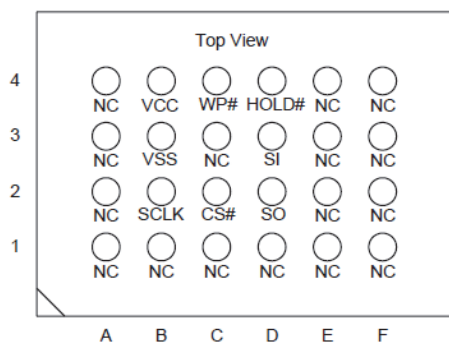 Top View
4
NC VCC WP# HOLD# NC NC
3
NC VSS NC SI NC NC
2
NC SCLK CS# SO NC NC
1
NC NC NC NC NC NC
A B C D E F